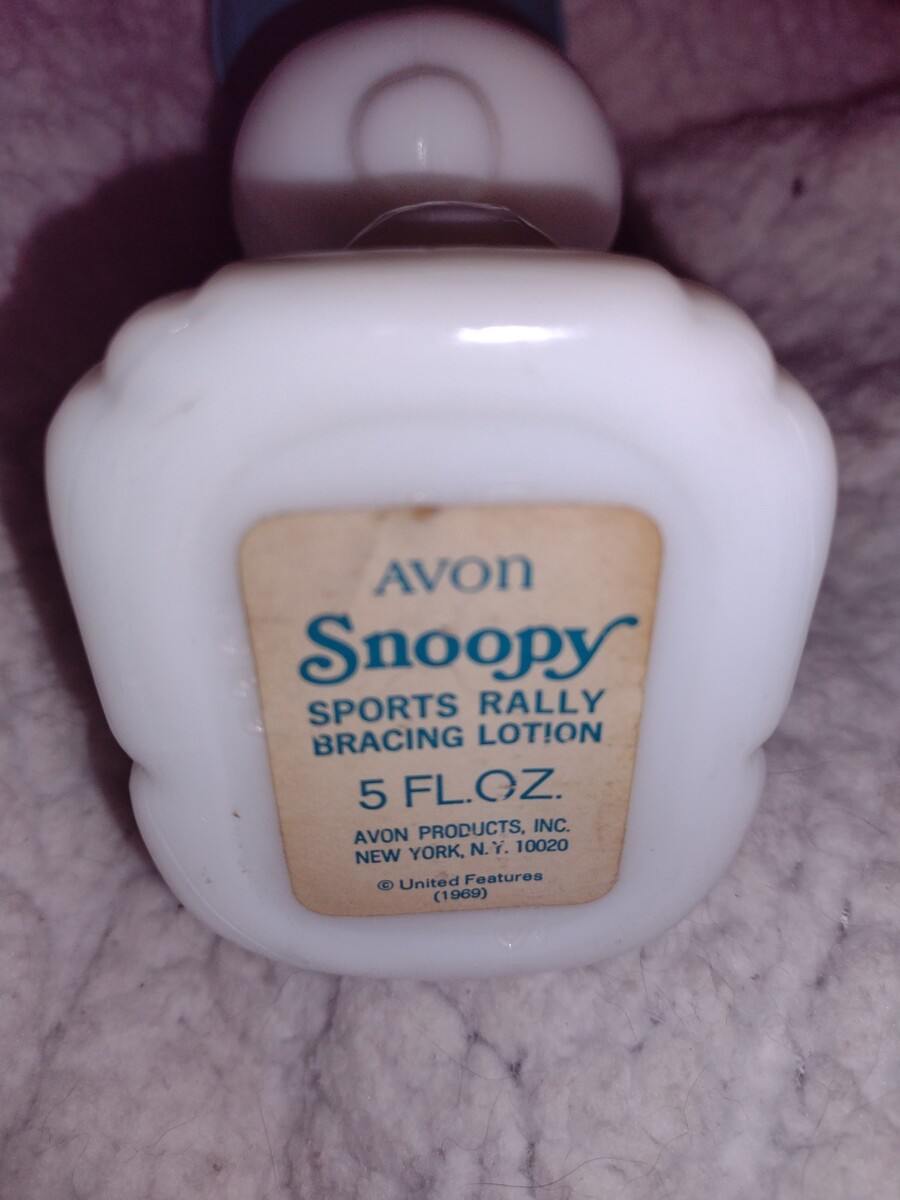 AVON
Snoopy
SPORTS RALLY
BRACING LOTION
5 FL.OZ.
AVON PRODUCTS, INC.
NEW YORK, N.Y. 10020
© United Features
(1969)